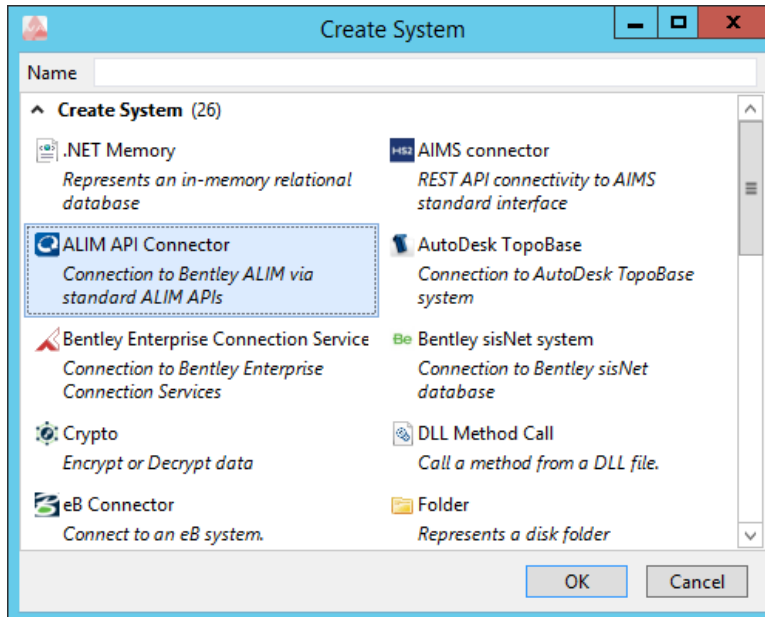 Create System
Name
Create System (26)
.NET Memory
Represents an in-memory relational
database
HS2 AIMS connector
REST API connectivity to AIMS
standard interface
ALIM API Connector
Connection to Bentley ALIM via
standard ALIM APIs
AutoDesk TopoBase
Connection to AutoDesk TopoBase
system
Bentley Enterprise Connection Service
Connection to Bentley Enterprise
Connection Services
Be Bentley sisNet system
Connection to Bentley sisNet
database
Crypto
Encrypt or Decrypt data
DLL Method Call
Call a method from a DLL file.
eB Connector
Connect to an eB system.
Folder
Represents a disk folder
OK
Cancel